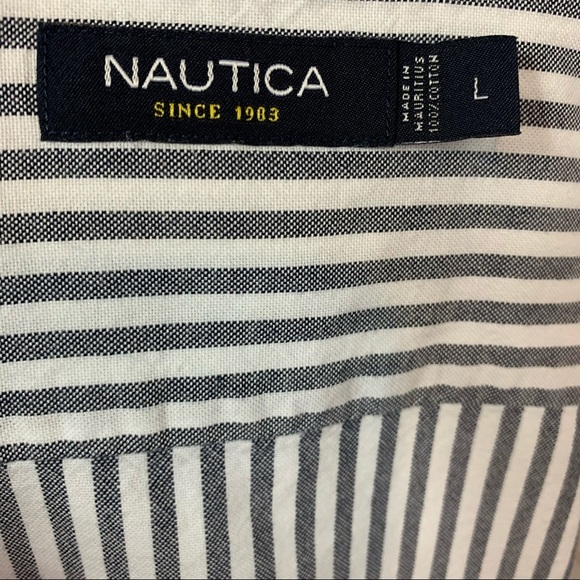 NAUTICA
SINCE 1983
MADE IN
MAURITIUS
100% COTTON
L